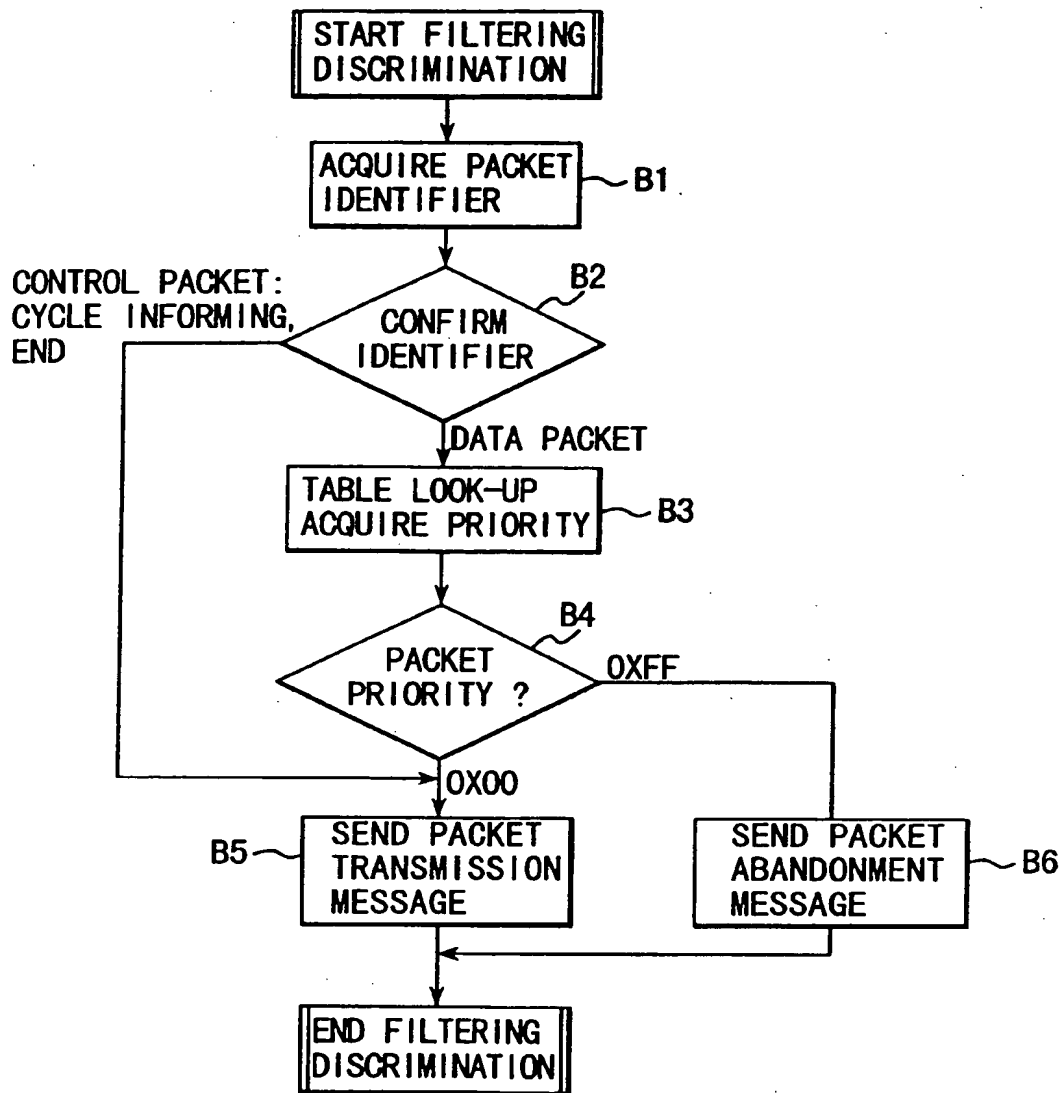 START FILTERING
DISCRIMINATION
ACQUIRE PACKET
IDENTIFIER
B1
CONTROL PACKET:
CYCLE INFORMING,
END
B2
CONFIRM
IDENTIFIER
DATA PACKET
TABLE LOOK-UP
ACQUIRE PRIORITY
B3
B4
PACKET
PRIORITY ?
0XFF
0X00
B5
SEND PACKET
TRANSMISSION
MESSAGE
SEND PACKET
ABANDONMENT
MESSAGE
B6
END FILTERING
DISCRIMINATION